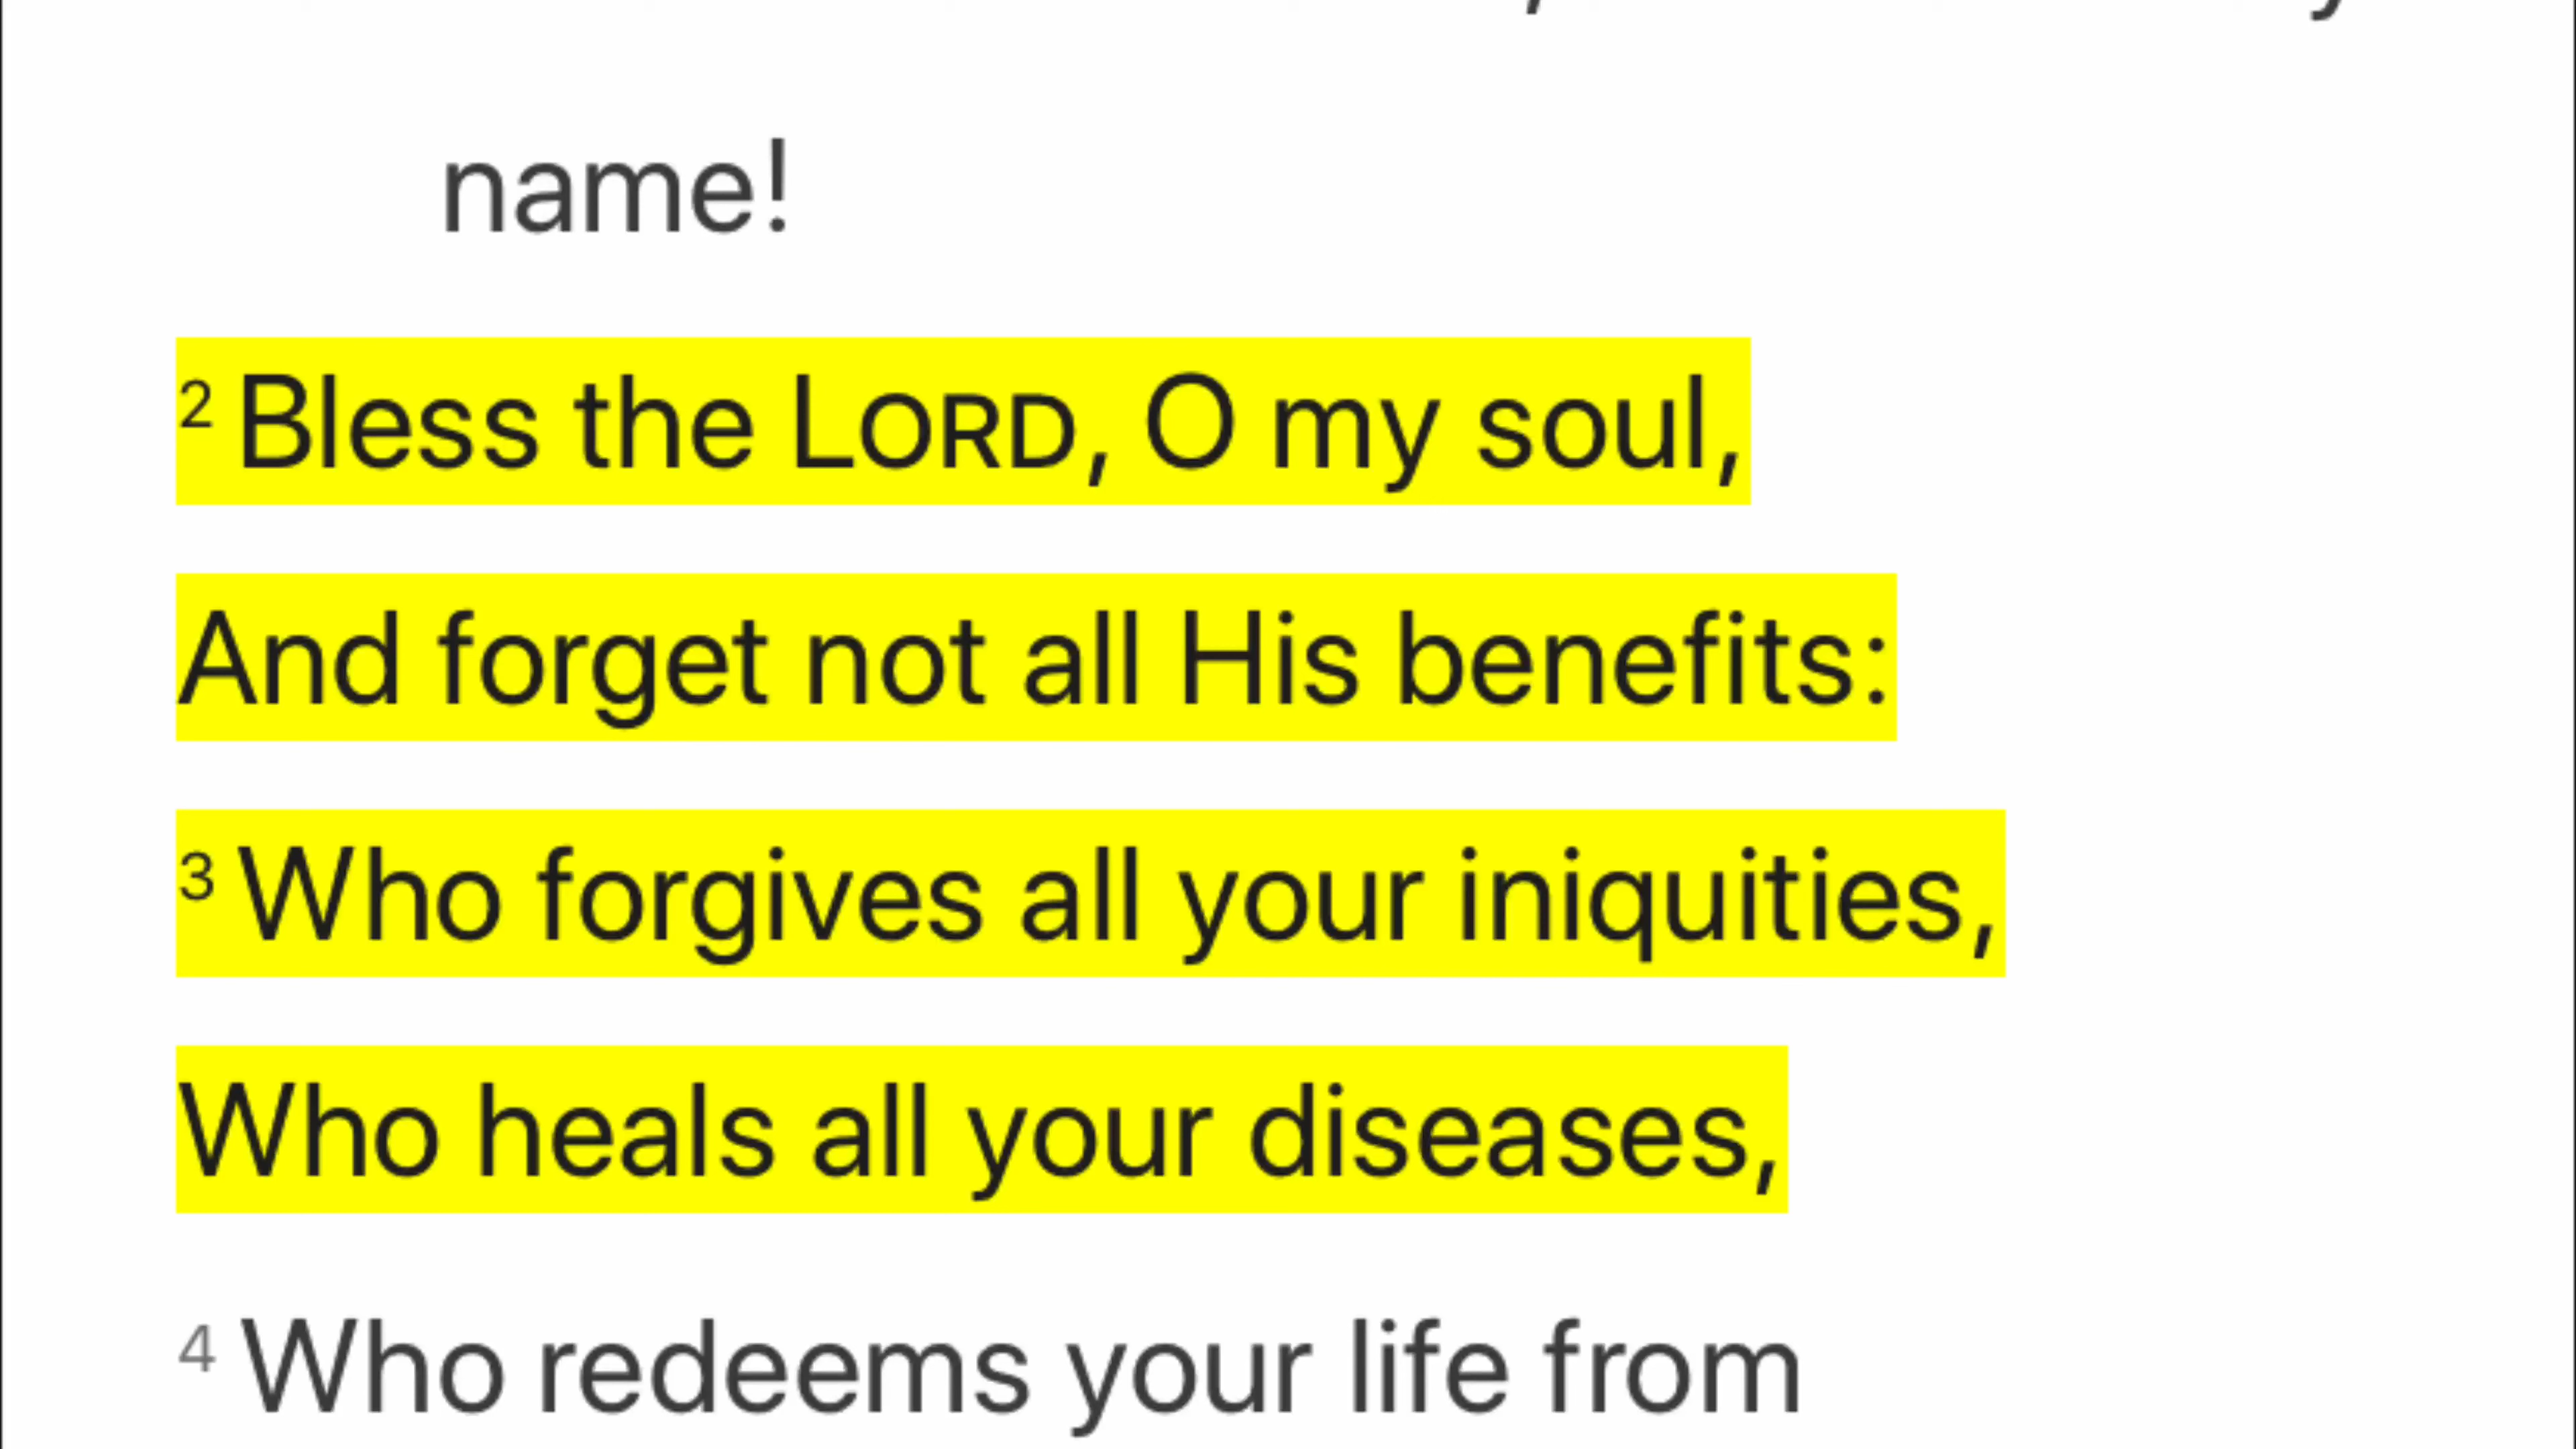 name!
2 Bless the LORD, O my soul,
And forget not all His benefits:
3 Who forgives all your iniquities,
Who heals all your diseases,
4 Who redeems your life from